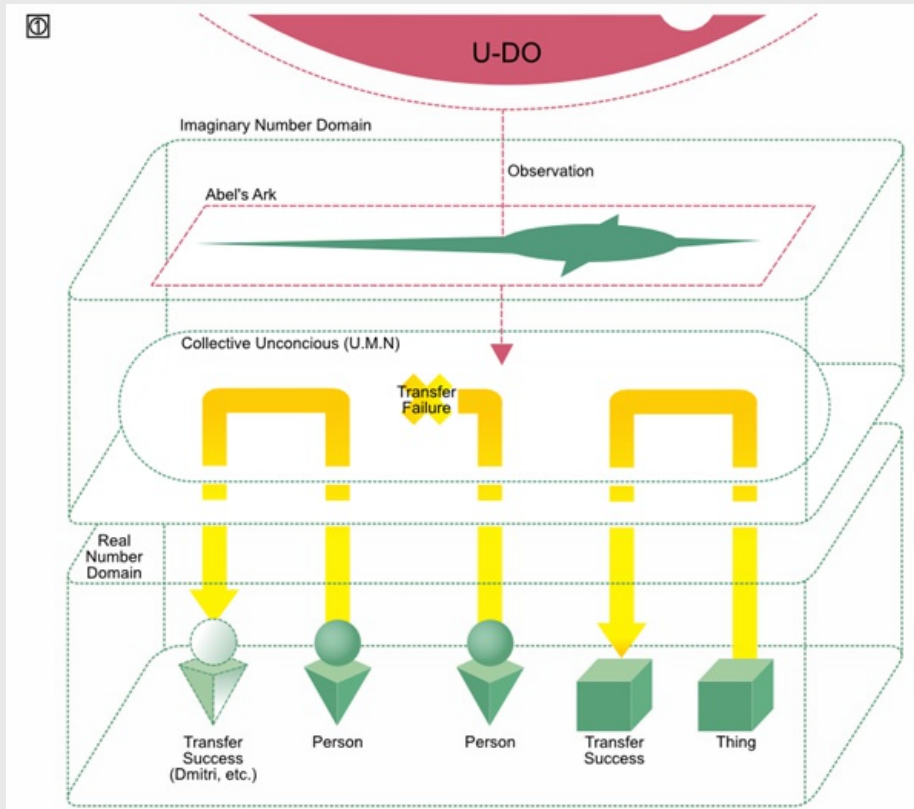 ①
U-DO
Imaginary Number Domain
Observation
Abel's Ark
Collective Unconcious (U.M.N)
Transfer
Failure
Real
Number
Domain
Transfer
Success
(Dmitri, etc.)
Person
Person
Transfer
Success
Thing